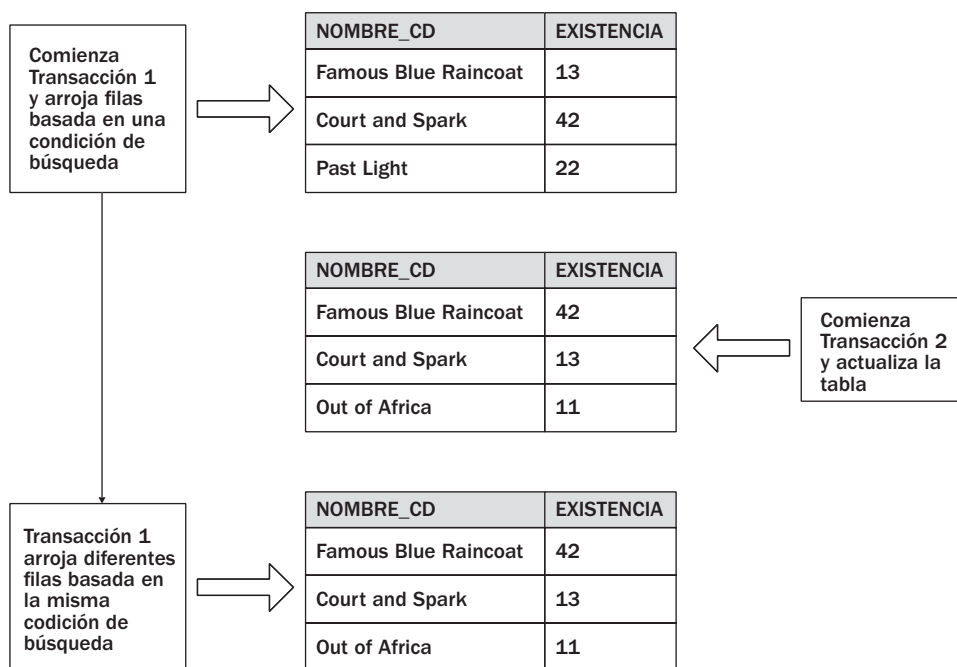 Comienza
Transacción 1
y arroja filas
basada en una
condición de
búsqueda
NOMBRE_CD EXISTENCIA
Famous Blue Raincoat 13
Court and Spark 42
Past Light 22
NOMBRE_CD EXISTENCIA
Famous Blue Raincoat 42
Court and Spark 13
Out of Africa 11
Comienza
Transacción 2
y actualiza la
tabla
Transacción 1
arroja diferentes
filas basada en
la misma
codición de
búsqueda
NOMBRE_CD EXISTENCIA
Famous Blue Raincoat 42
Court and Spark 13
Out of Africa 11